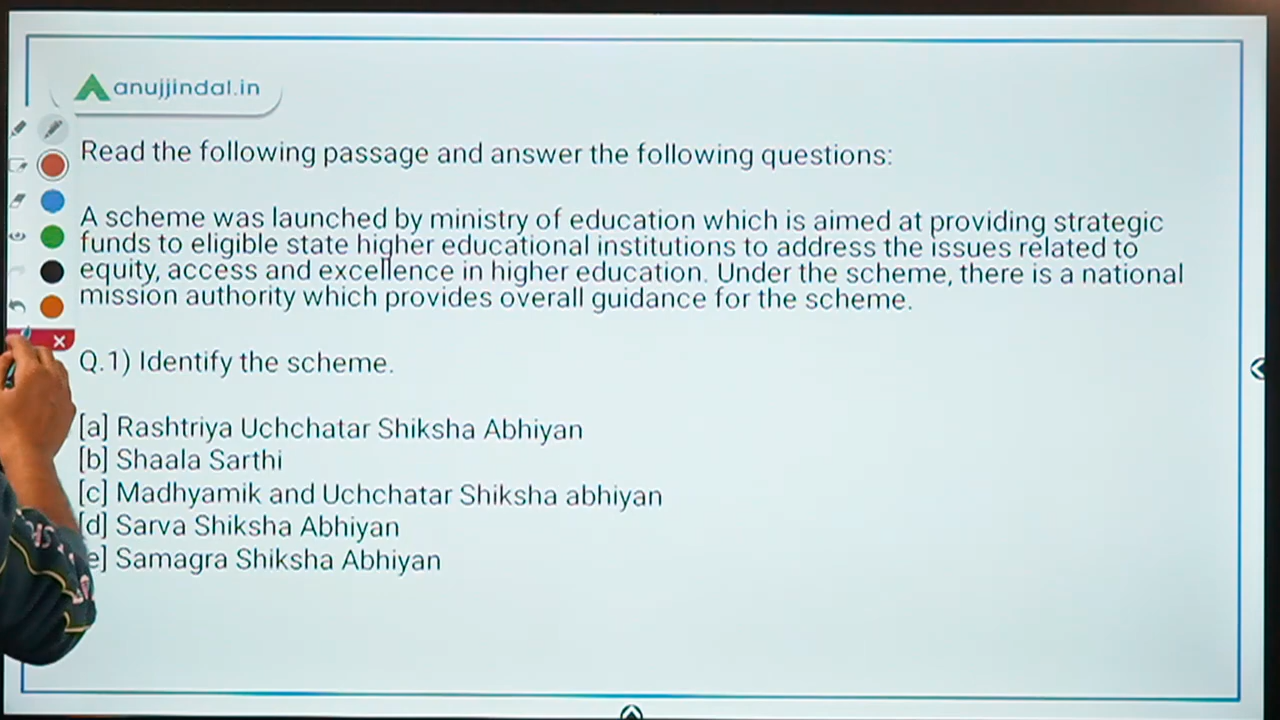 anujjindal.in
Read the following passage and answer the following questions:
A scheme was launched by ministry of education which is aimed at providing strategic
funds to eligible state higher educational institutions to address the issues related to
equity, access and excellence in higher education. Under the scheme, there is a national
mission authority which provides overall guidance for the scheme.
Q.1) Identify the scheme.
[a] Rashtriya Uchchatar Shiksha Abhiyan
[b] Shaala Sarthi
[c] Madhyamik and Uchchatar Shiksha abhiyan
[d] Sarva Shiksha Abhiyan
e] Samagra Shiksha Abhiyan